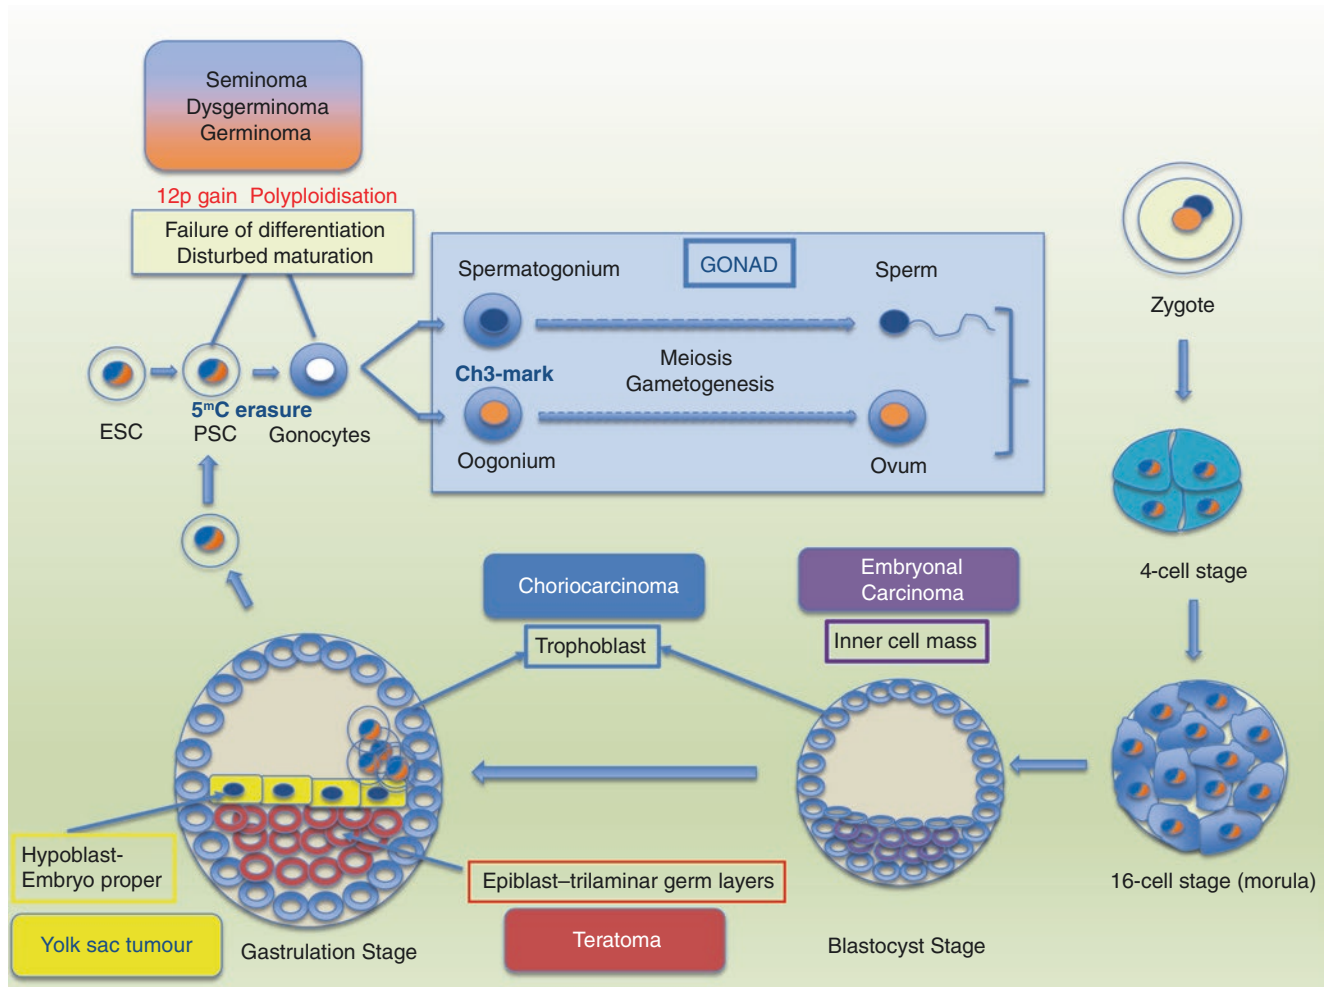 Seminoma
Dysgerminoma
Germinoma
12p gain Polyploidisation
Failure of differentiation
Disturbed maturation
ESC
5ᵐC erasure
PSC
Gonocytes
Spermatogonium
GONAD
Sperm
Meiosis
Gametogenesis
Ch3-mark
Oogonium
Ovum
Zygote
4-cell stage
16-cell stage (morula)
Choriocarcinoma
Trophoblast
Embryonal
Carcinoma
Inner cell mass
Blastocyst Stage
Hypoblast-
Embryo proper
Yolk sac tumour
Gastrulation Stage
Epiblast–trilaminar germ layers
Teratoma